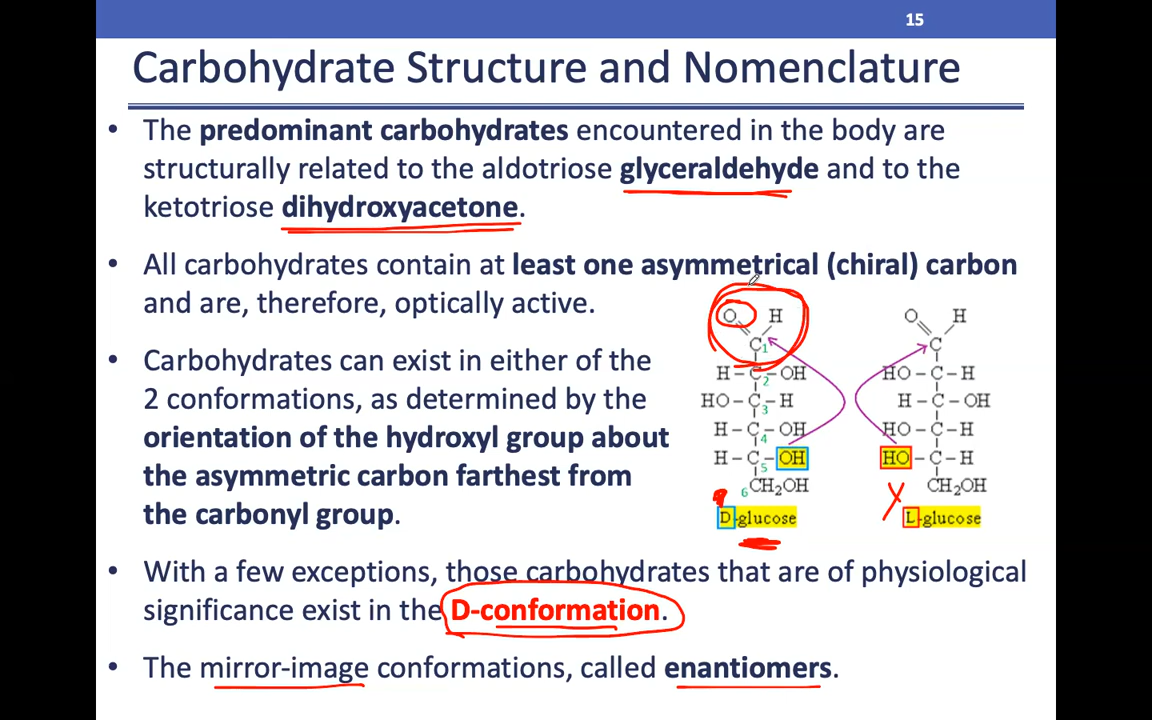 15
Carbohydrate Structure and Nomenclature
• The predominant carbohydrates encountered in the body are
structurally related to the aldotriose glyceraldehyde and to the
ketotriose dihydroxyacetone.
• All carbohydrates contain at least one asymmetrical (chiral) carbon
and are, therefore, optically active.
• Carbohydrates can exist in either of the
2 conformations, as determined by the
orientation of the hydroxyl group about
the asymmetric carbon farthest from
the carbonyl group.
O H
C1
H-C-OH
2
HO-C-H
3
H-C-OH
4
H-C-OH
5
6 CH2OH
D-glucose
O H
C
HO-C-H
H-C-OH
HO-C-H
HO-C-H
CH2OH
L-glucose
• With a few exceptions, those carbohydrates that are of physiological
significance exist in the D-conformation.
• The mirror-image conformations, called enantiomers.